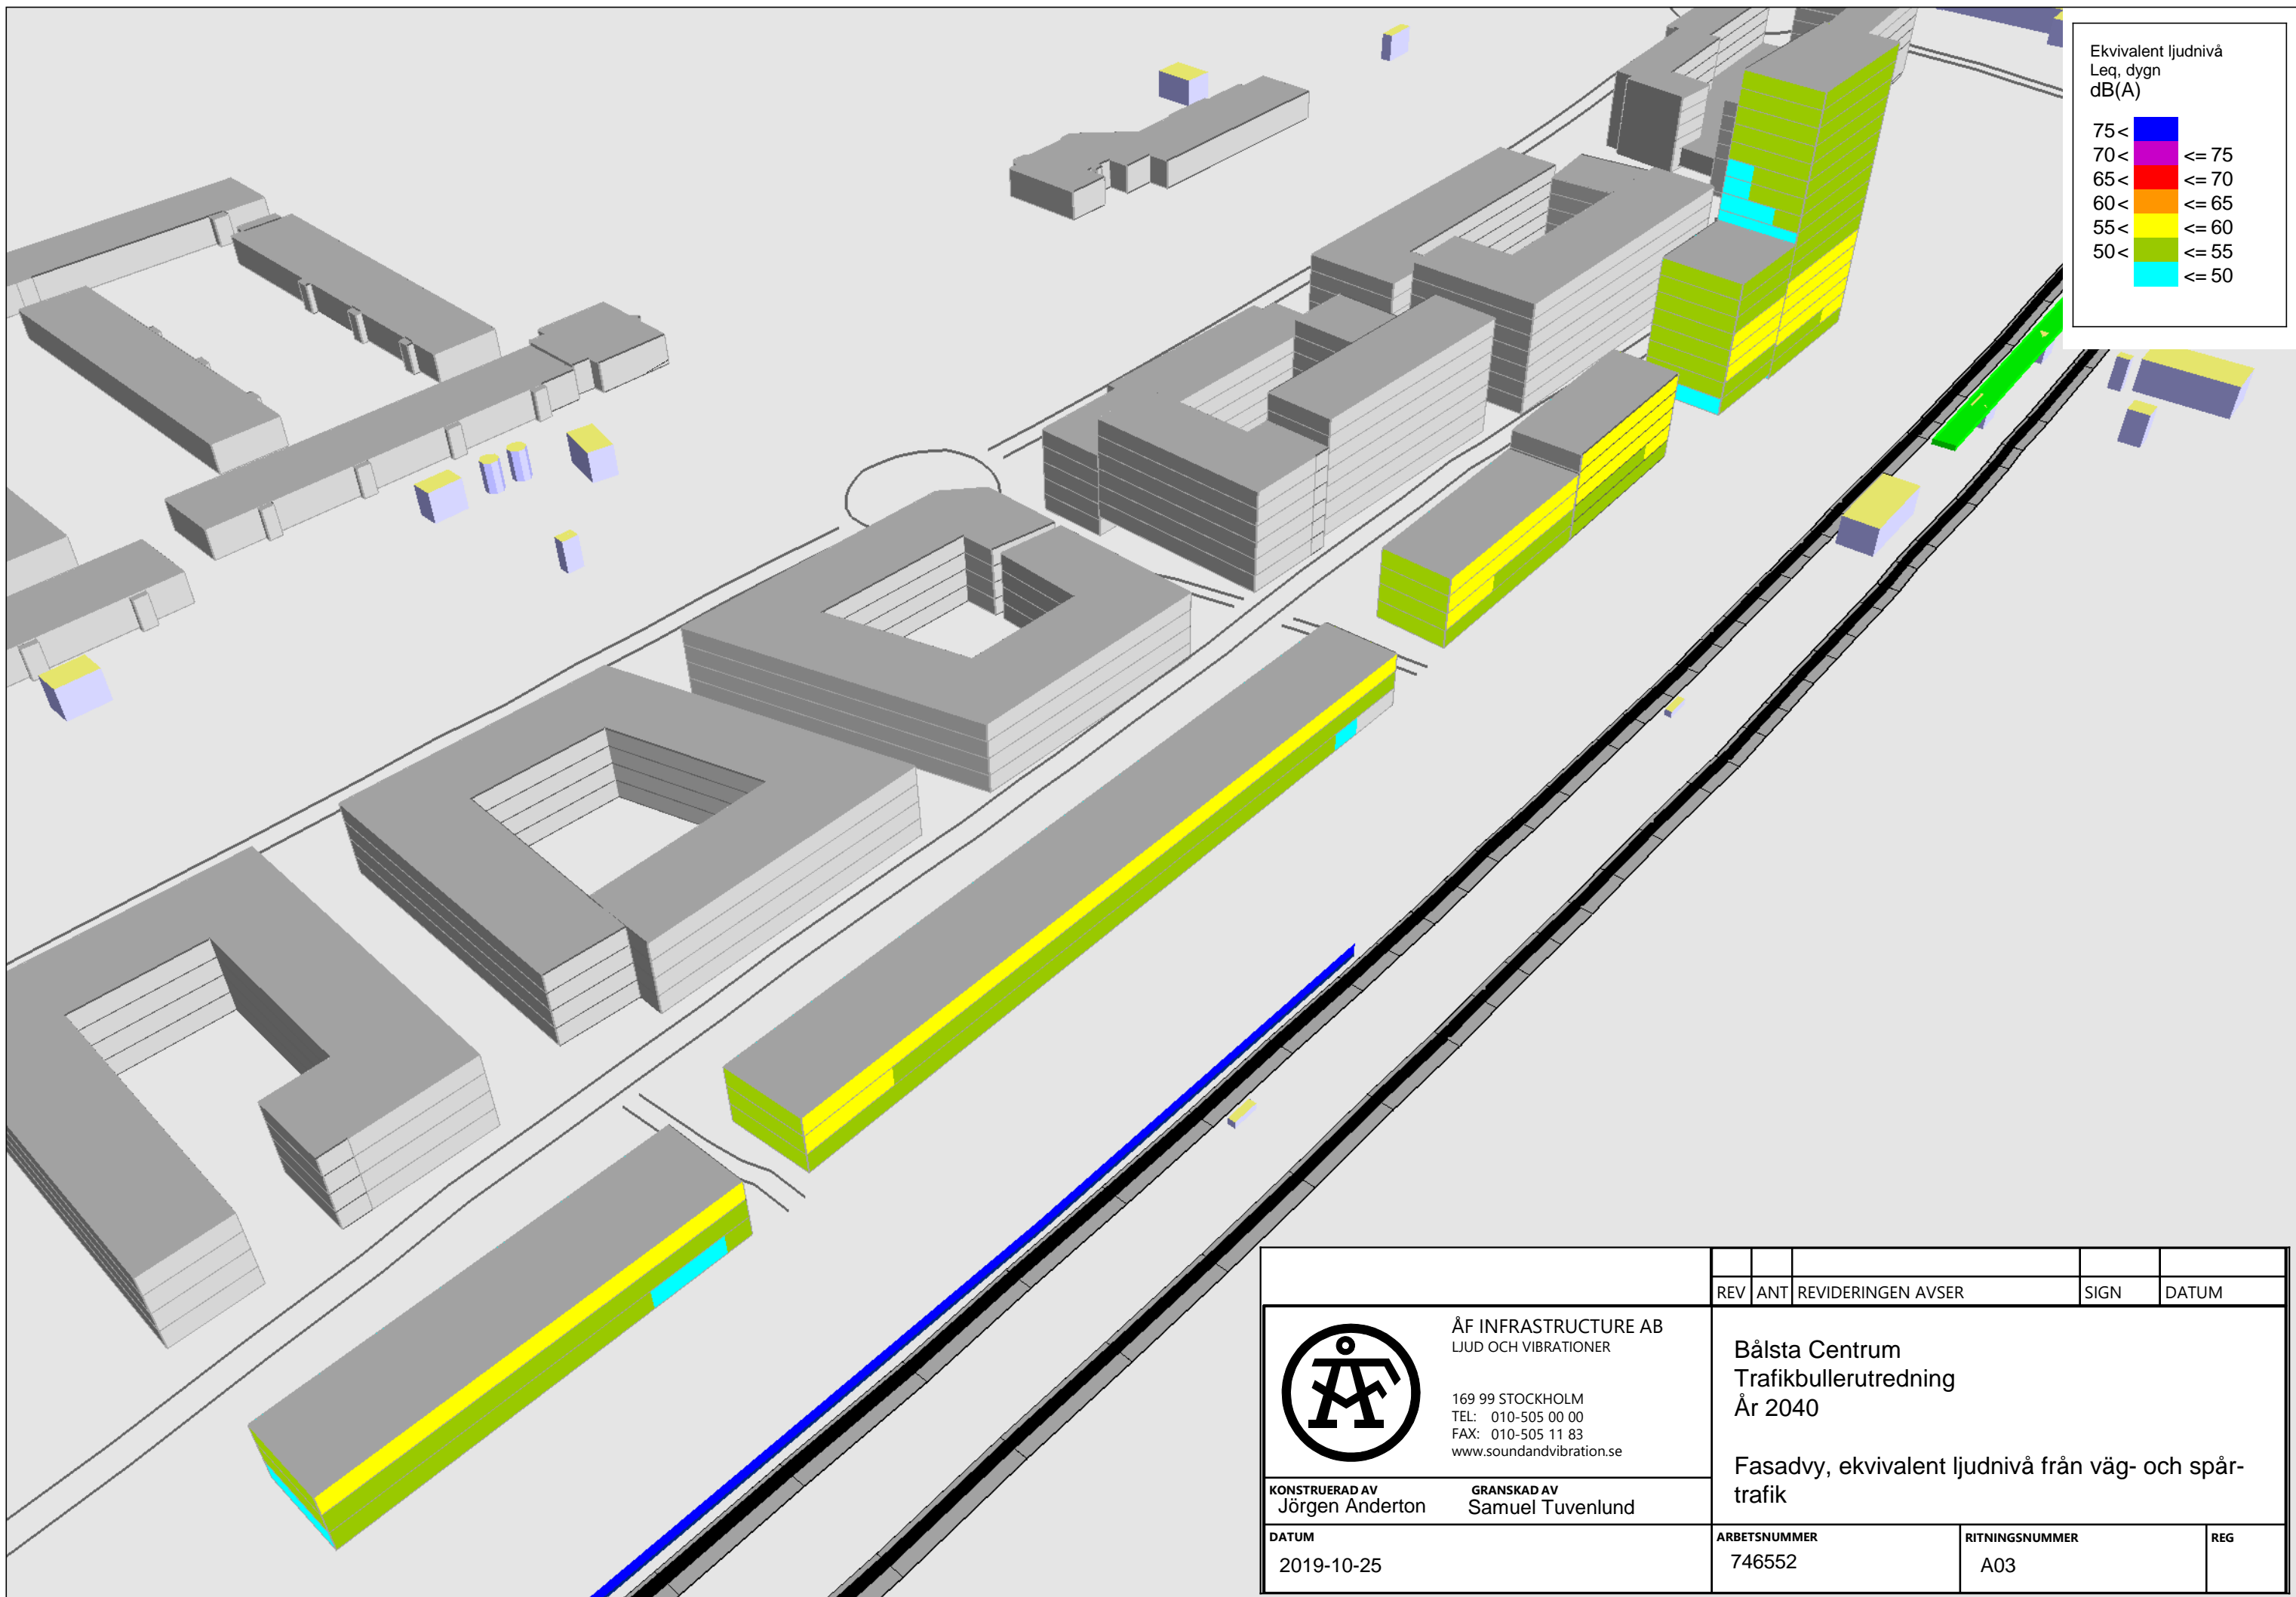 Ekvivalent ljudnivå
Leq, dygn
dB(A)
75<
70< <= 75
65< <= 70
60< <= 65
55< <= 60
50< <= 55
<= 50
REV ANT REVIDERINGEN AVSER SIGN DATUM
ÅF
ÅF INFRASTRUCTURE AB
LJUD OCH VIBRATIONER
169 99 STOCKHOLM
TEL: 010-505 00 00
FAX: 010-505 11 83
www.soundandvibration.se
Bålsta Centrum
Trafikbullerutredning
År 2040
Fasadvy, ekvivalent ljudnivå från väg- och spår-
trafik
KONSTRUERAD AV GRANSKAD AV
Jörgen Anderton Samuel Tuvenlund
DATUM
2019-10-25
ARBETSNUMMER RITNINGSNUMMER REG
746552 A03